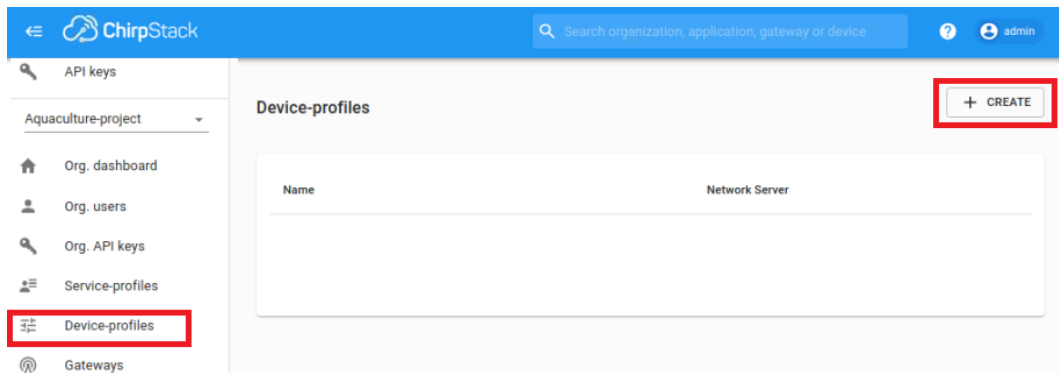 ChirpStack
Search organization, application, gateway or device
?
admin
API keys
Aquaculture-project
Org. dashboard
Org. users
Org. API keys
Service-profiles
Device-profiles
Gateways
Device-profiles
+ CREATE
Name
Network Server